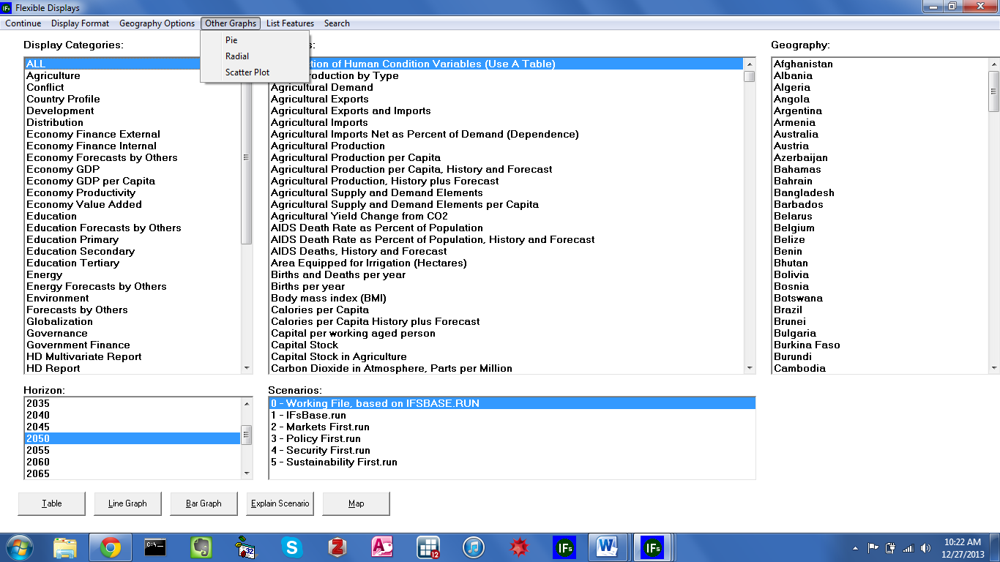 IFs Flexible Displays
Continue Display Format Geography Options Other Graphs List Features Search
Pie
Radial
Scatter Plot
Display Categories:
ALL
Agriculture
Conflict
Country Profile
Development
Distribution
Economy Finance External
Economy Finance Internal
Economy Forecasts by Others
Economy GDP
Economy GDP per Capita
Economy Productivity
Economy Value Added
Education
Education Forecasts by Others
Education Primary
Education Secondary
Education Tertiary
Energy
Energy Forecasts by Others
Environment
Forecasts by Others
Globalization
Governance
Government Finance
HD Multivariate Report
HD Report
s:
tion of Human Condition Variables (Use A Table)
oduction by Type
Agricultural Demand
Agricultural Exports
Agricultural Exports and Imports
Agricultural Imports
Agricultural Imports Net as Percent of Demand (Dependence)
Agricultural Production
Agricultural Production per Capita
Agricultural Production per Capita, History and Forecast
Agricultural Production, History plus Forecast
Agricultural Supply and Demand Elements
Agricultural Supply and Demand Elements per Capita
Agricultural Yield Change from CO2
AIDS Death Rate as Percent of Population
AIDS Death Rate as Percent of Population, History and Forecast
AIDS Deaths, History and Forecast
Area Equipped for Irrigation (Hectares)
Births and Deaths per year
Births per year
Body mass index (BMI)
Calories per Capita
Calories per Capita History plus Forecast
Capital per working aged person
Capital Stock
Capital Stock in Agriculture
Carbon Dioxide in Atmosphere, Parts per Million
Geography:
Afghanistan
Albania
Algeria
Angola
Argentina
Armenia
Australia
Austria
Azerbaijan
Bahamas
Bahrain
Bangladesh
Barbados
Belarus
Belgium
Belize
Benin
Bhutan
Bolivia
Bosnia
Botswana
Brazil
Brunei
Bulgaria
Burkina Faso
Burundi
Cambodia
Horizon:
2035
2040
2045
2050
2055
2060
2065
Scenarios:
0 - Working File, based on IFSBASE.RUN
1 - IFsBase.run
2 - Markets First.run
3 - Policy First.run
4 - Security First.run
5 - Sustainability First.run
Table Line Graph Bar Graph Explain Scenario Map
C:\
32
S
Z
A
12
IFs
W
IFs
10:22 AM
12/27/2013